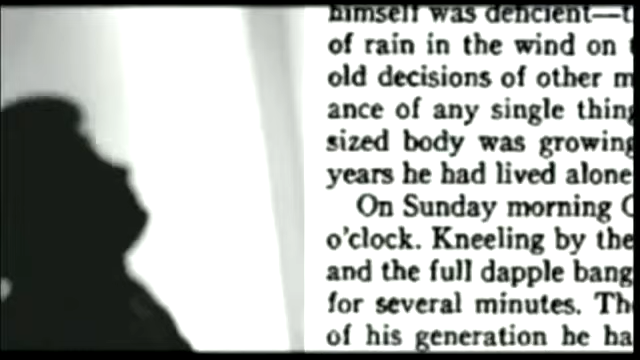 himself was deficient—t
of rain in the wind on
old decisions of other m
ance of any single thing
sized body was growing
years he had lived alone
On Sunday morning C
o'clock. Kneeling by the
and the full dapple bang
for several minutes. Th
of his generation he ha